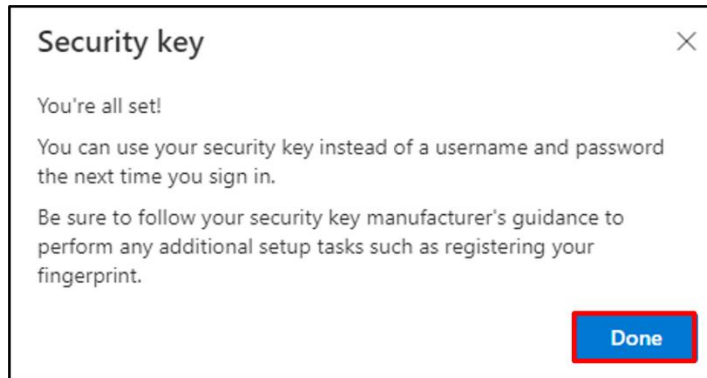 Security key
You're all set!
You can use your security key instead of a username and password
the next time you sign in.
Be sure to follow your security key manufacturer's guidance to
perform any additional setup tasks such as registering your
fingerprint.
Done